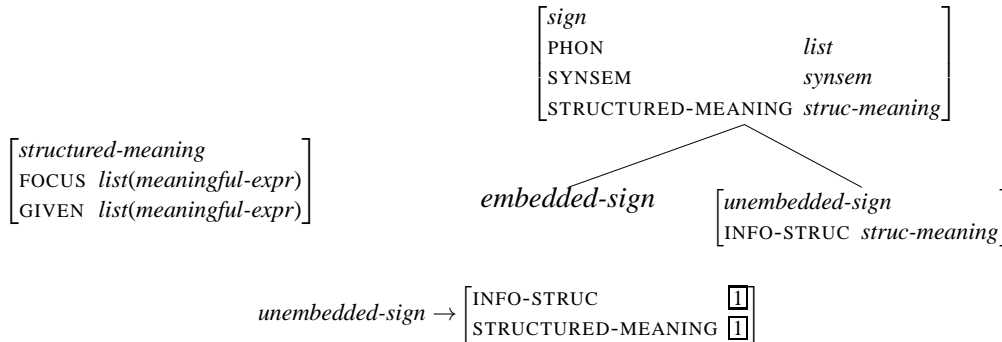 sign
PHON list
SYNSEM synsem
STRUCTURED-MEANING struc-meaning
structured-meaning
FOCUS list(meaningful-expr)
GIVEN list(meaningful-expr)
embedded-sign
unembedded-sign
INFO-STRUC struc-meaning
unembedded-sign → INFO-STRUC 1
STRUCTURED-MEANING 1